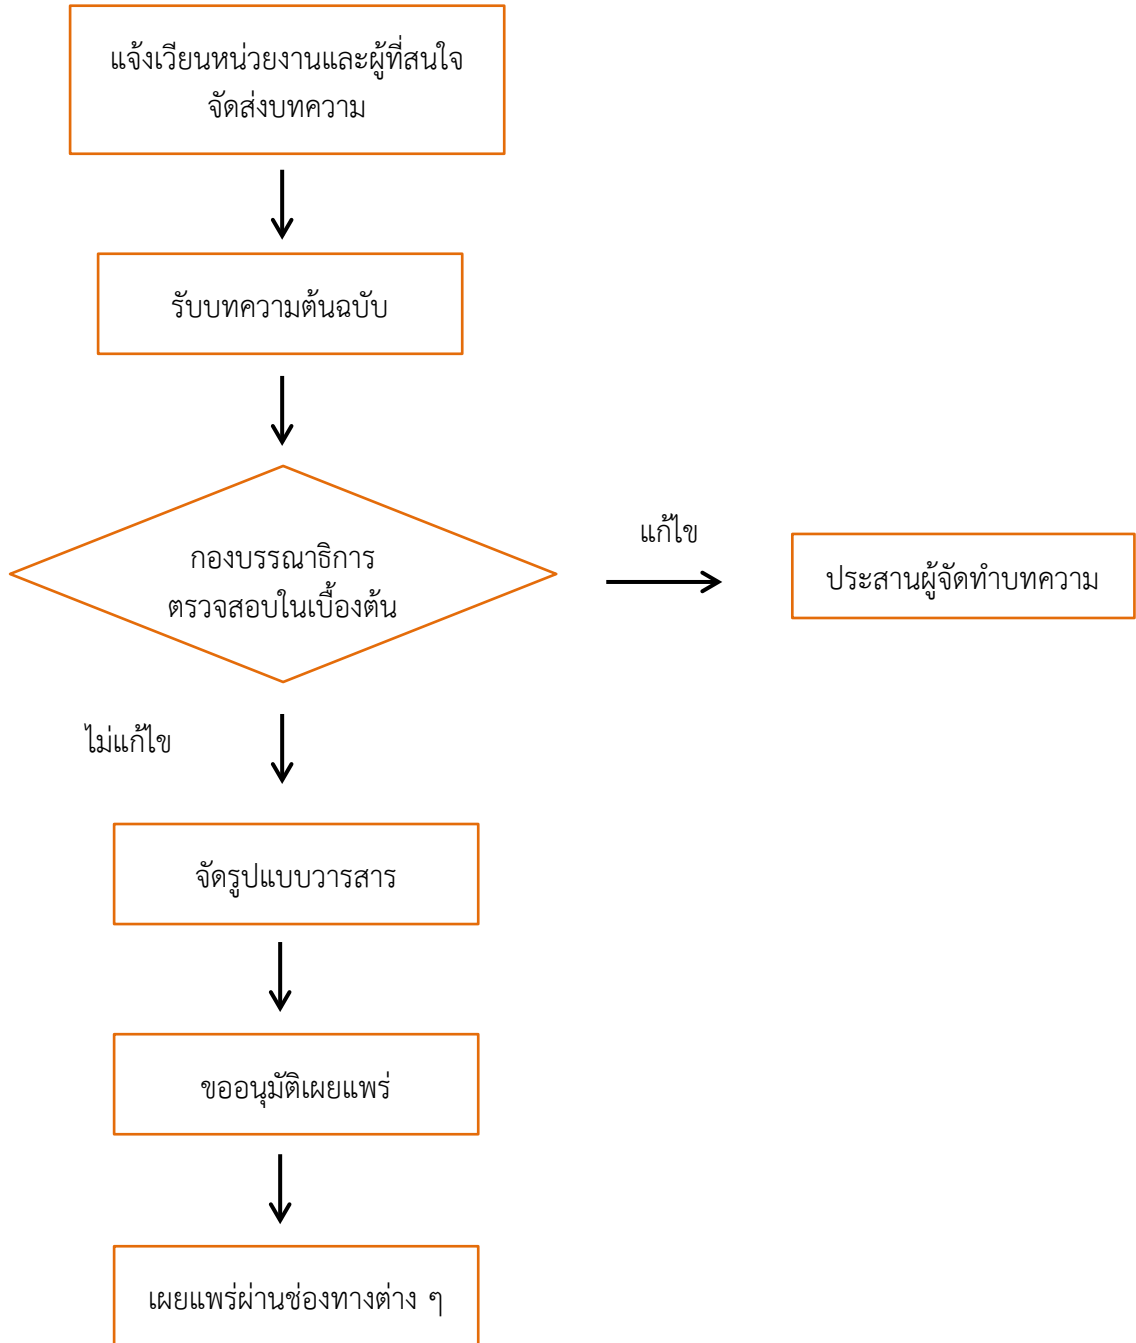 แจ้งเวียนหน่วยงานและผู้ที่สนใจ
จัดส่งบทความ
รับบทความต้นฉบับ
กองบรรณาธิการ
ตรวจสอบในเบื้องต้น
แก้ไข
ประสานผู้จัดทำบทความ
ไม่แก้ไข
จัดรูปแบบวารสาร
ขออนุมัติเผยแพร่
เผยแพร่ผ่านช่องทางต่าง ๆ